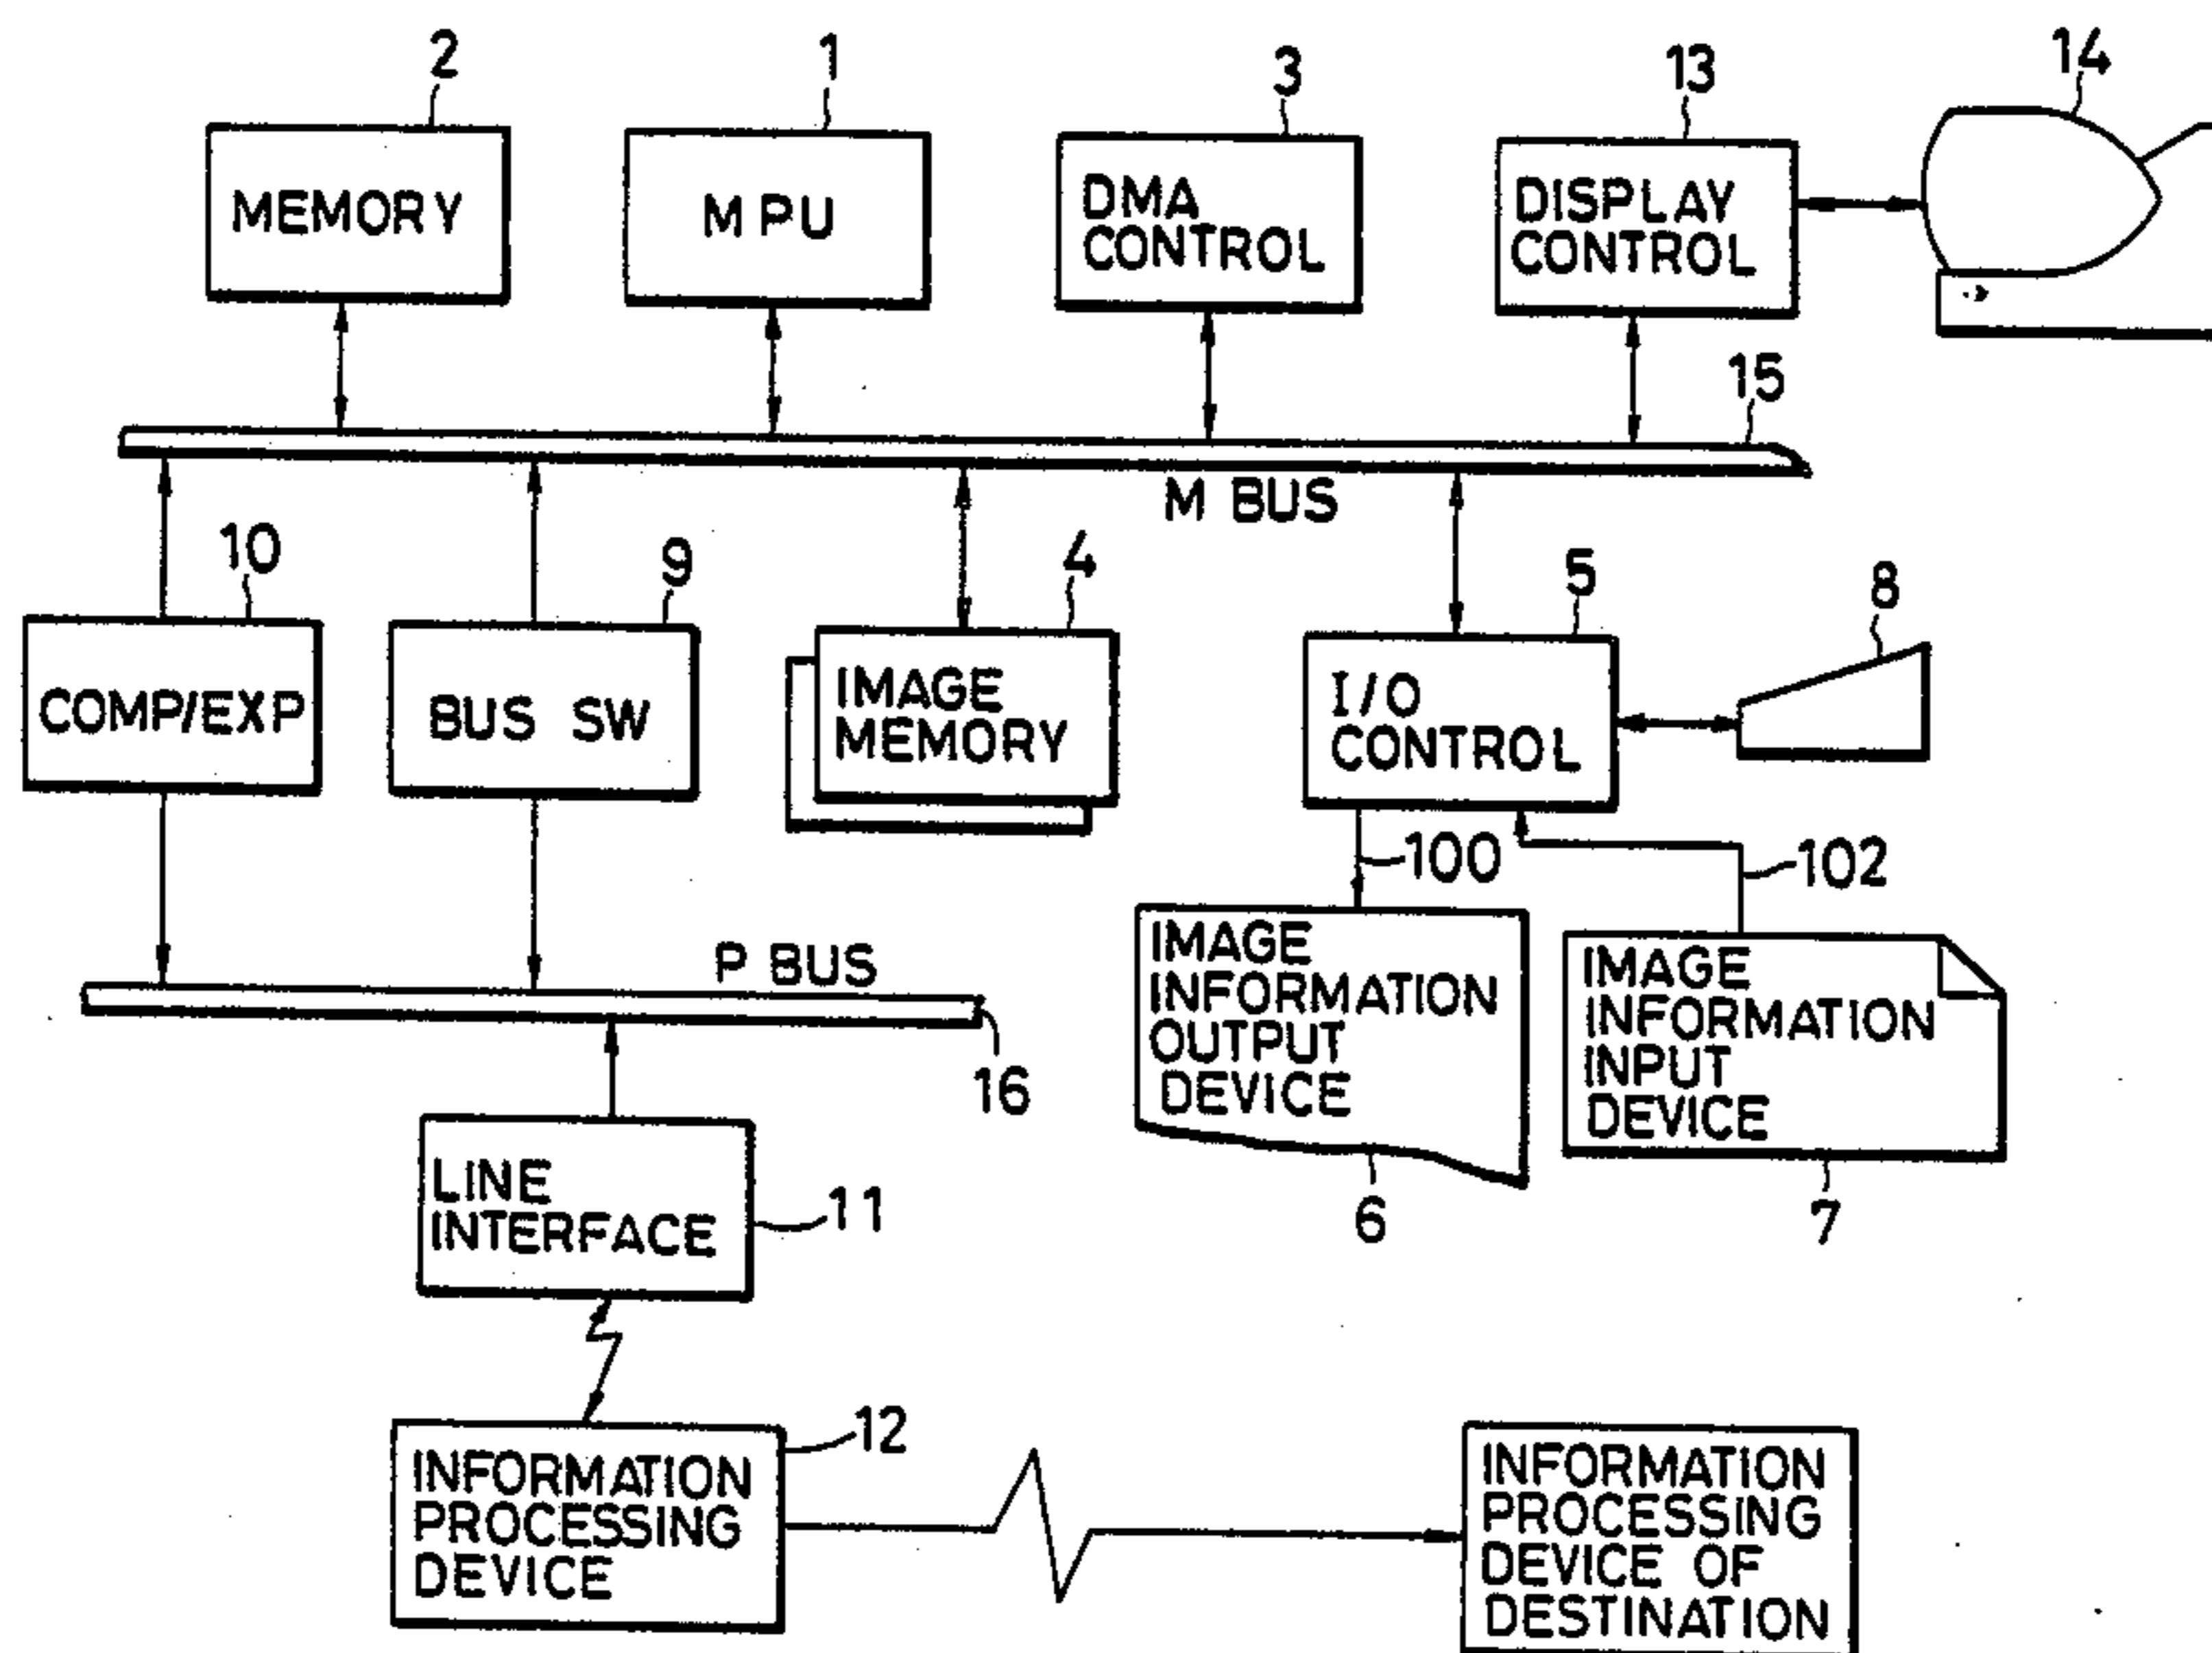 2
1
3
13
14
MEMORY
MPU
DMA
CONTROL
DISPLAY
CONTROL
15
M BUS
10
9
4
5
8
COMP/EXP
BUS SW
IMAGE
MEMORY
I/O
CONTROL
100
102
P BUS
16
IMAGE
INFORMATION
OUTPUT
DEVICE
6
IMAGE
INFORMATION
INPUT
DEVICE
7
LINE
INTERFACE
11
12
INFORMATION
PROCESSING
DEVICE
INFORMATION
PROCESSING
DEVICE OF
DESTINATION